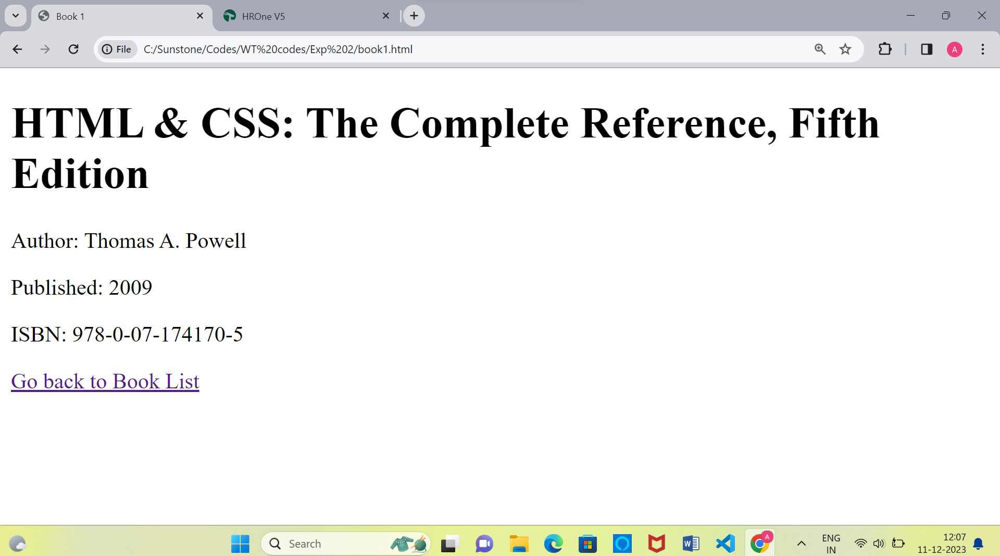 Book 1
HROne V5
File
C:/Sunstone/Codes/WT%20codes/Exp%202/book1.html
A
HTML & CSS: The Complete Reference, Fifth
Edition
Author: Thomas A. Powell
Published: 2009
ISBN: 978-0-07-174170-5
Go back to Book List
Search
W
A
ENG
IN
12:07
11-12-2023